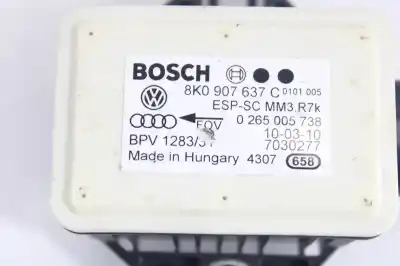 BOSCH
8K0 907 637 C 0101 005
ESP-SC MM3.R7k
FOV 0 265 005 738
10-03-10
BPV 1283/31 7030277
Made in Hungary 4307 658